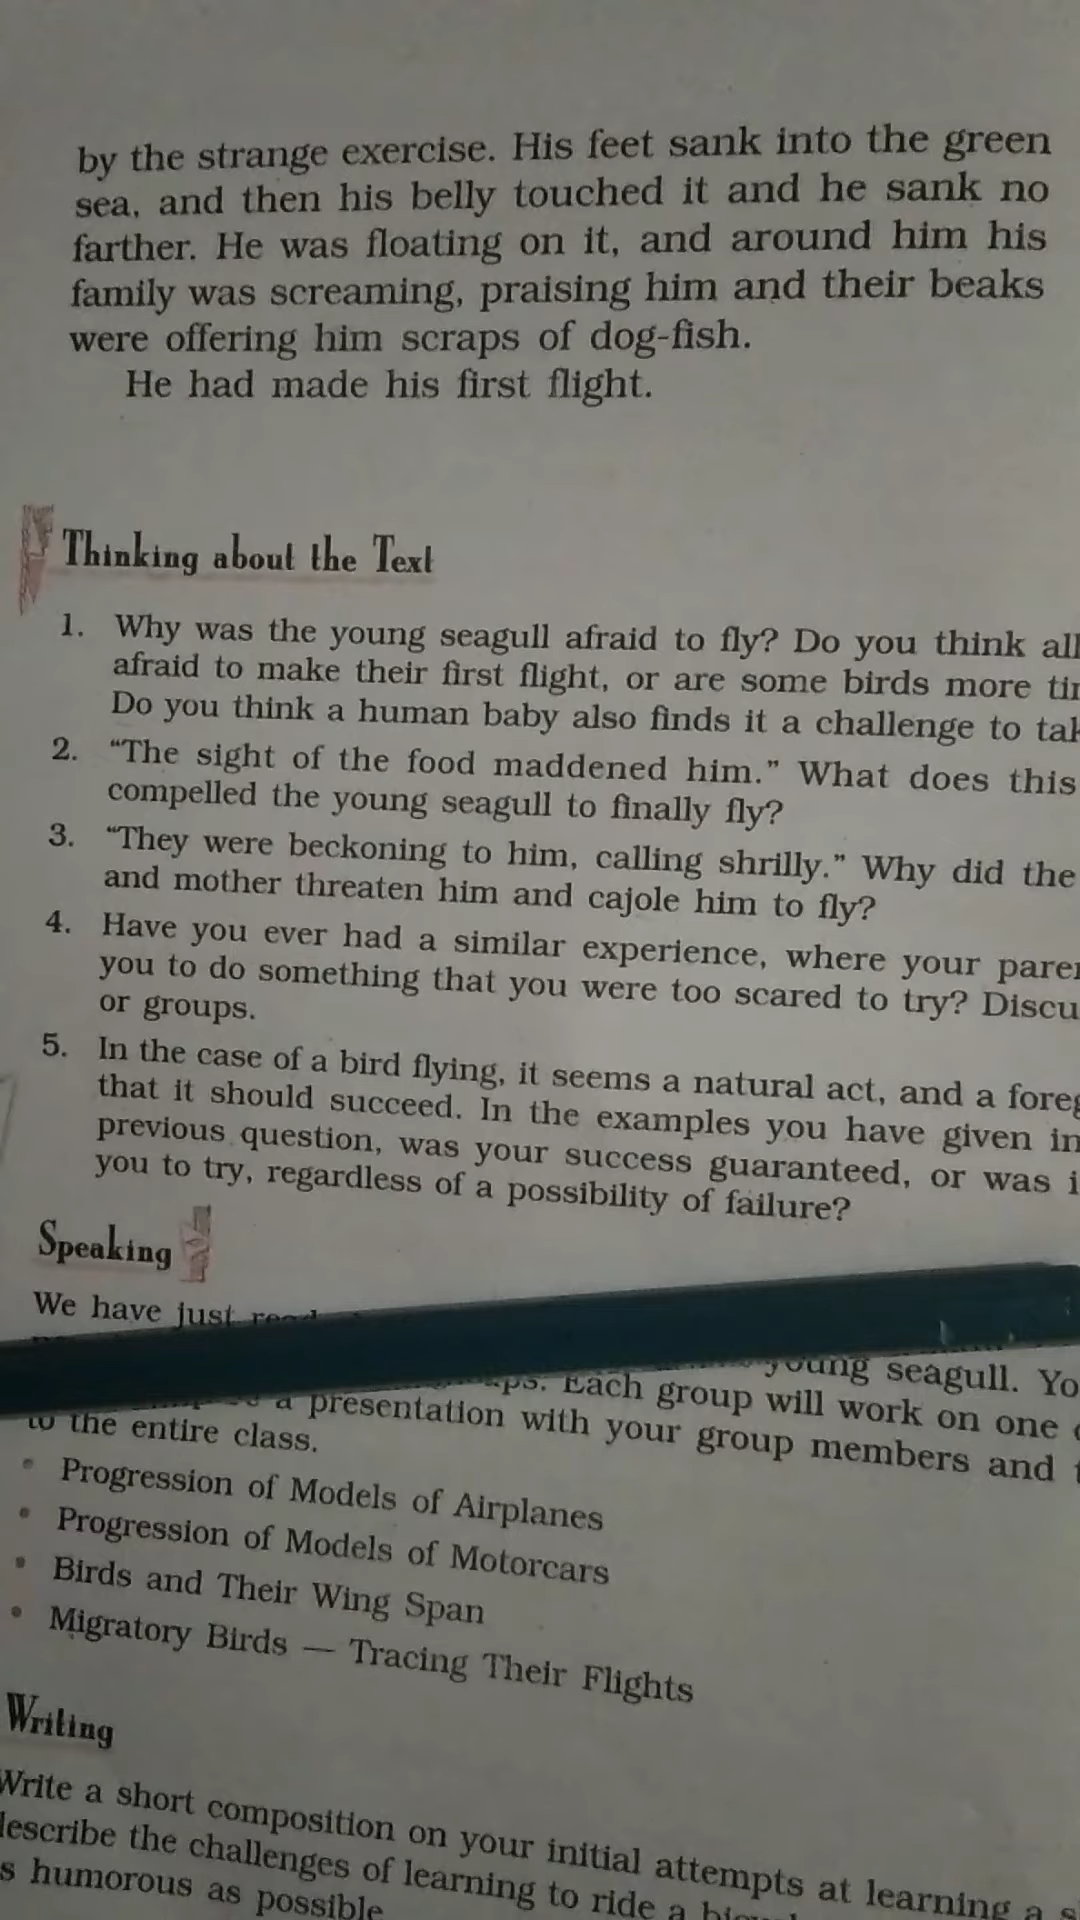 by the strange exercise. His feet sank into the green
sea, and then his belly touched it and he sank no
farther. He was floating on it, and around him his
family was screaming, praising him and their beaks
were offering him scraps of dog-fish.
He had made his first flight.
Thinking about the Text
1. Why was the young seagull afraid to fly? Do you think all
afraid to make their first flight, or are some birds more
Do you think a human baby also finds it a challenge to
2. “The sight of the food maddened him.” What does this
compelled the young seagull to finally fly?
3. “They were beckoning to him, calling shrilly.” Why did the
and mother threaten him and cajole him to fly?
4. Have you ever had a similar experience, where your
you to do something that you were too scared to try?
or groups.
5. In the case of a bird flying, it seems a natural act, and a
that it should succeed. In the examples you have given in
previous question, was your success guaranteed, or was
you to try, regardless of a possibility of failure?
Speaking
We have just read
young seagull.
Each group will work on one
a presentation with your group members and
to the entire class.
• Progression of Models of Airplanes
• Progression of Models of Motorcars
• Birds and Their Wing Span
• Migratory Birds — Tracing Their Flights
Writing
Write a short composition on your initial attempts at learning a
describe the challenges of learning to ride a
humorous as possible